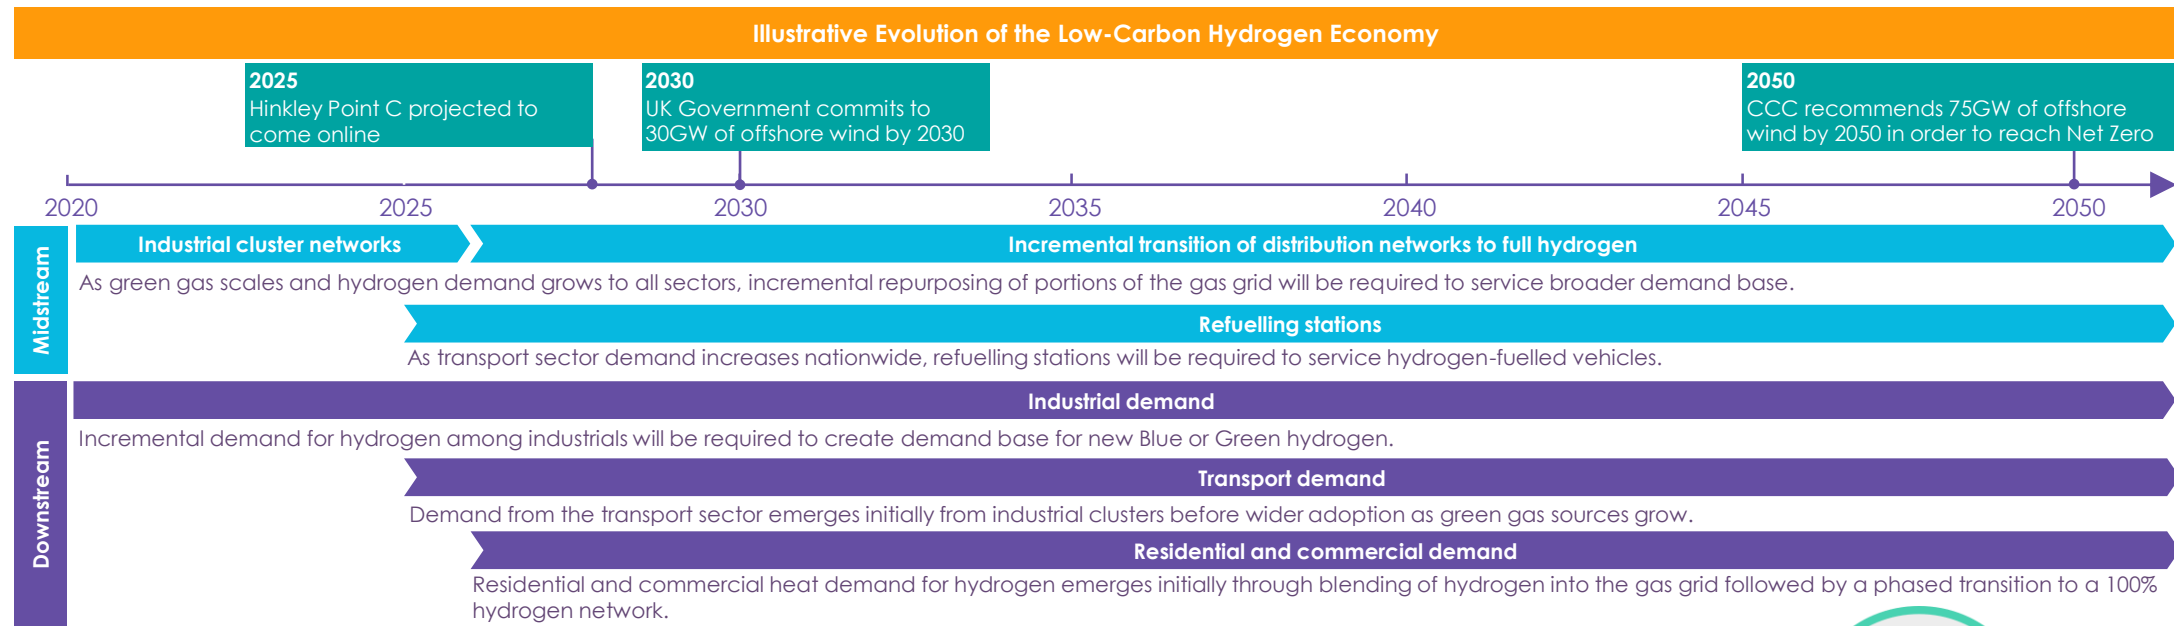 Illustrative Evolution of the Low-Carbon Hydrogen Economy
2025
Hinkley Point C projected to
come online
2030
UK Government commits to
30GW of offshore wind by 2030
2050
CCC recommends 75GW of offshore
wind by 2050 in order to reach Net Zero
2020
2025
2030
2035
2040
2045
2050
Midstream
Industrial cluster networks
Incremental transition of distribution networks to full hydrogen
As green gas scales and hydrogen demand grows to all sectors, incremental repurposing of portions of the gas grid will be required to service broader demand base.
Refuelling stations
As transport sector demand increases nationwide, refuelling stations will be required to service hydrogen-fuelled vehicles.
Downstream
Industrial demand
Incremental demand for hydrogen among industrials will be required to create demand base for new Blue or Green hydrogen.
Transport demand
Demand from the transport sector emerges initially from industrial clusters before wider adoption as green gas sources grow.
Residential and commercial demand
Residential and commercial heat demand for hydrogen emerges initially through blending of hydrogen into the gas grid followed by a phased transition to a 100%
hydrogen network.